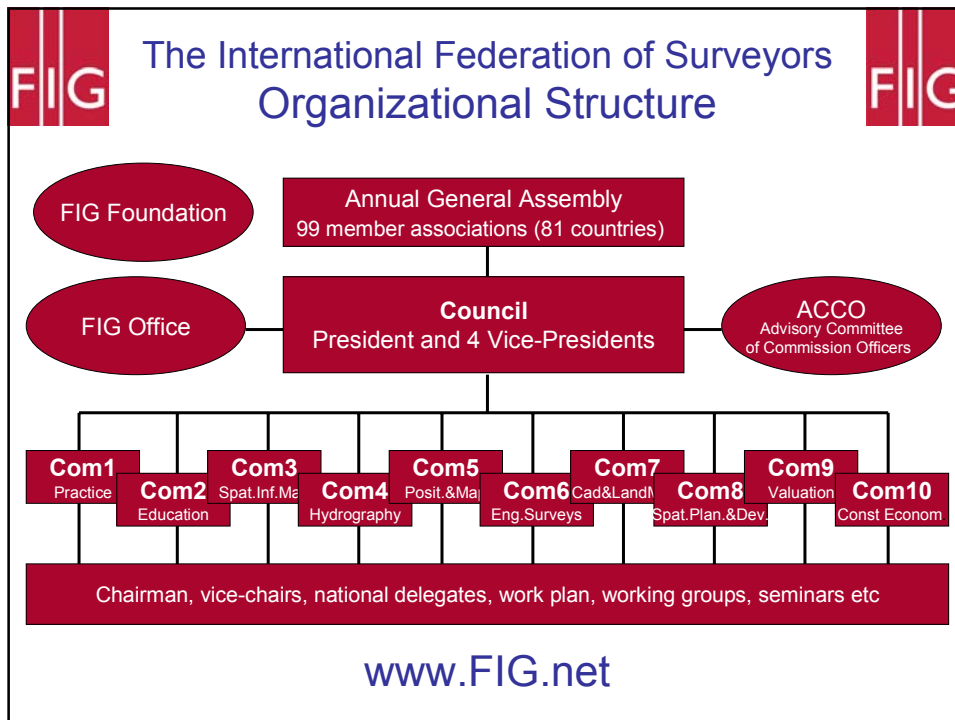 FIG
The International Federation of Surveyors
Organizational Structure
FIG
FIG Foundation
Annual General Assembly
99 member associations (81 countries)
FIG Office
Council
President and 4 Vice-Presidents
ACCO
Advisory Committee
of Commission Officers
Com1
Practice
Com2
Education
Com3
Spat.Inf.Ma
Com4
Hydrography
Com5
Posit.&Map
Com6
Eng.Surveys
Com7
Cad&LandM
Com8
Spat.Plan.&Dev.
Com9
Valuation
Com10
Const Econom
Chairman, vice-chairs, national delegates, work plan, working groups, seminars etc
www.FIG.net